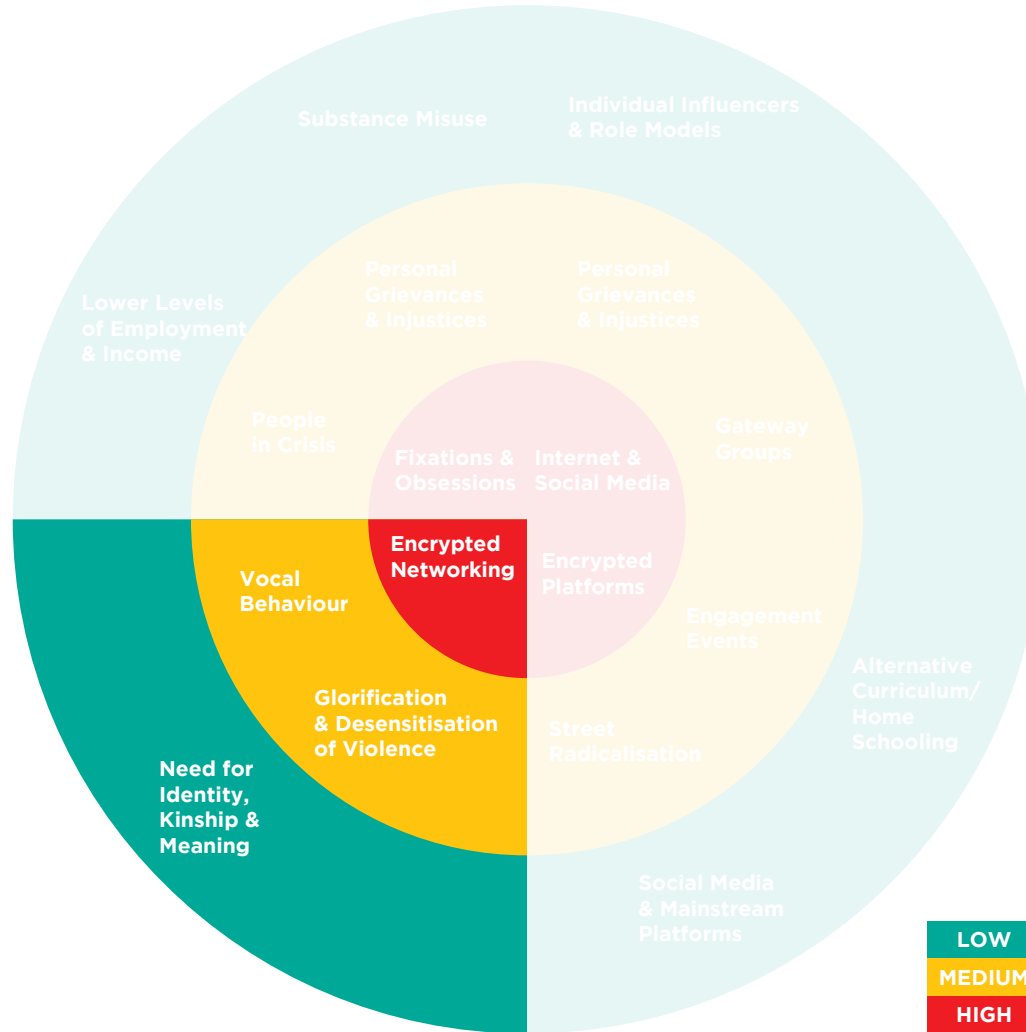 Substance Misuse
Individual Influencers
& Role Models
Personal
Grievances
& Injustices
Personal
Grievances
& Injustices
Lower Levels
of Employment
& Income
People
in Crisis
Gateway
Groups
Fixations &
Obsessions
Internet &
Social Media
Encrypted
Networking
Encrypted
Platforms
Vocal
Behaviour
Engagement
Events
Glorification
& Desensitisation
of Violence
Street
Radicalisation
Alternative
Curriculum/
Home
Schooling
Need for
Identity,
Kinship &
Meaning
Social Media
& Mainstream
Platforms
LOW
MEDIUM
HIGH